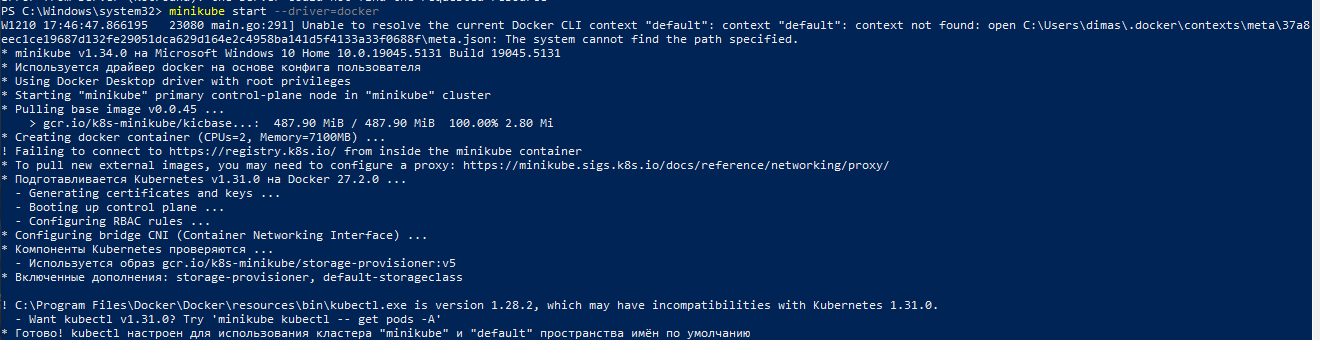 PS C:\Windows\system32> minikube start --driver=docker
W1210 17:46:47.866195   23080 main.go:291] Unable to resolve the current Docker CLI context "default": context "default": context not found: open C:\Users\dimas\.docker\contexts\meta\37a8
eec1ce19687d132fe29051dca629d164e2c4958ba141d5f4133a33f0688f\meta.json: The system cannot find the path specified.
* minikube v1.34.0 на Microsoft Windows 10 Home 10.0.19045.5131 Build 19045.5131
* Используется драйвер docker на основе конфига пользователя
* Using Docker Desktop driver with root privileges
* Starting "minikube" primary control-plane node in "minikube" cluster
* Pulling base image v0.0.45 ...
    > gcr.io/k8s-minikube/kicbase...:  487.90 MiB / 487.90 MiB  100.00% 2.80 Mi
* Creating docker container (CPUs=2, Memory=7100MB) ...
! Failing to connect to https://registry.k8s.io/ from inside the minikube container
* To pull new external images, you may need to configure a proxy: https://minikube.sigs.k8s.io/docs/reference/networking/proxy/
* Подготавливается Kubernetes v1.31.0 на Docker 27.2.0 ...
  - Generating certificates and keys ...
  - Booting up control plane ...
  - Configuring RBAC rules ...
* Configuring bridge CNI (Container Networking Interface) ...
* Компоненты Kubernetes проверяются ...
  - Используется образ gcr.io/k8s-minikube/storage-provisioner:v5
* Включенные дополнения: storage-provisioner, default-storageclass
! C:\Program Files\Docker\Docker\resources\bin\kubectl.exe is version 1.28.2, which may have incompatibilities with Kubernetes 1.31.0.
  - Want kubectl v1.31.0? Try 'minikube kubectl -- get pods -A'
* Готово! kubectl настроен для использования кластера "minikube" и "default" пространства имён по умолчанию